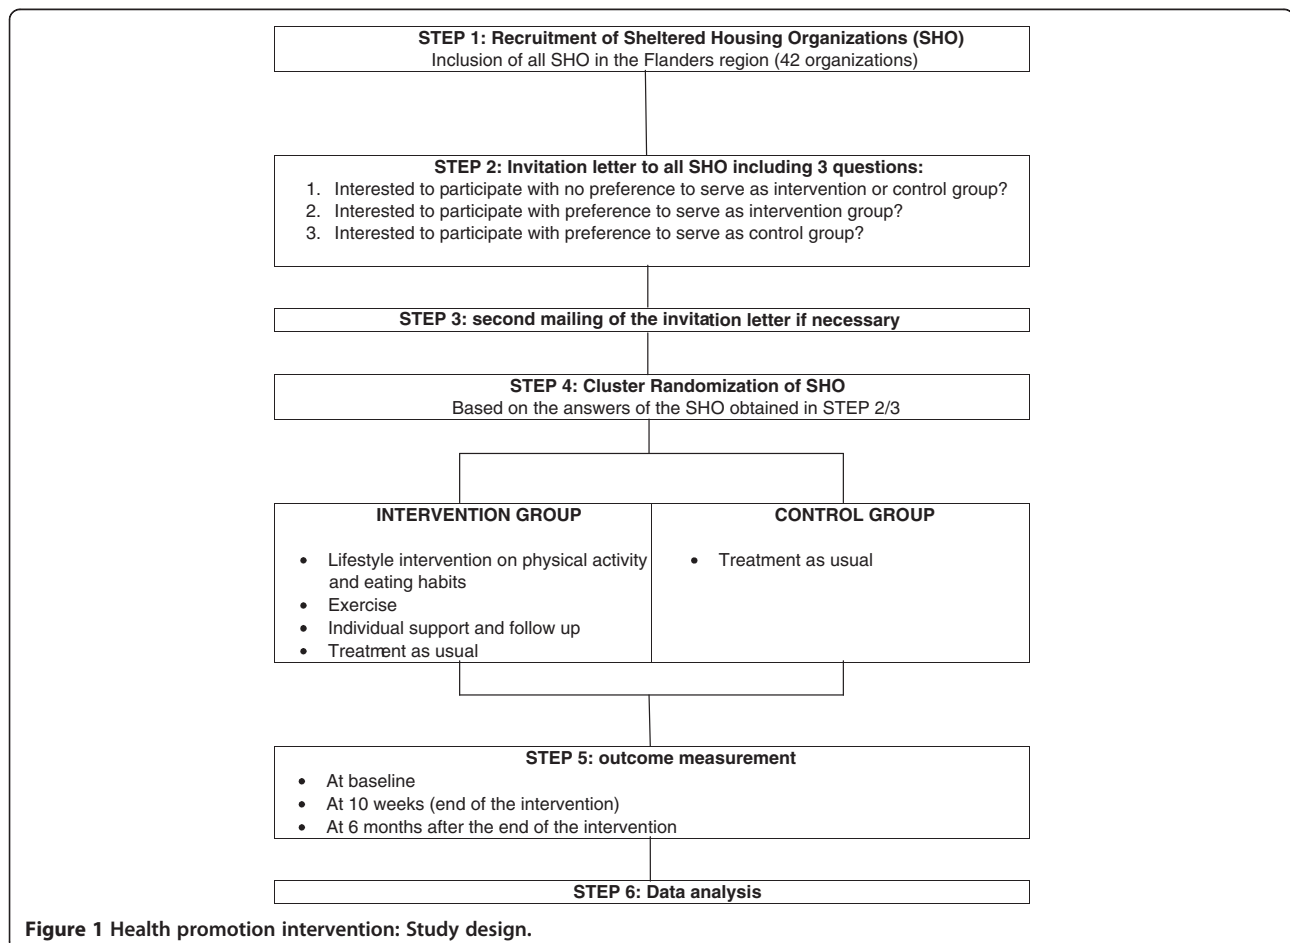 STEP 1: Recruitment of Sheltered Housing Organizations (SHO)
Inclusion of all SHO in the Flanders region (42 organizations)
STEP 2: Invitation letter to all SHO including 3 questions:
1. Interested to participate with no preference to serve as intervention or control group?
2. Interested to participate with preference to serve as intervention group?
3. Interested to participate with preference to serve as control group?
STEP 3: second mailing of the invitation letter if necessary
STEP 4: Cluster Randomization of SHO
Based on the answers of the SHO obtained in STEP 2/3
INTERVENTION GROUP
• Lifestyle intervention on physical activity
and eating habits
• Exercise
• Individual support and follow up
• Treatment as usual
CONTROL GROUP
• Treatment as usual
STEP 5: outcome measurement
• At baseline
• At 10 weeks (end of the intervention)
• At 6 months after the end of the intervention
STEP 6: Data analysis
Figure 1 Health promotion intervention: Study design.